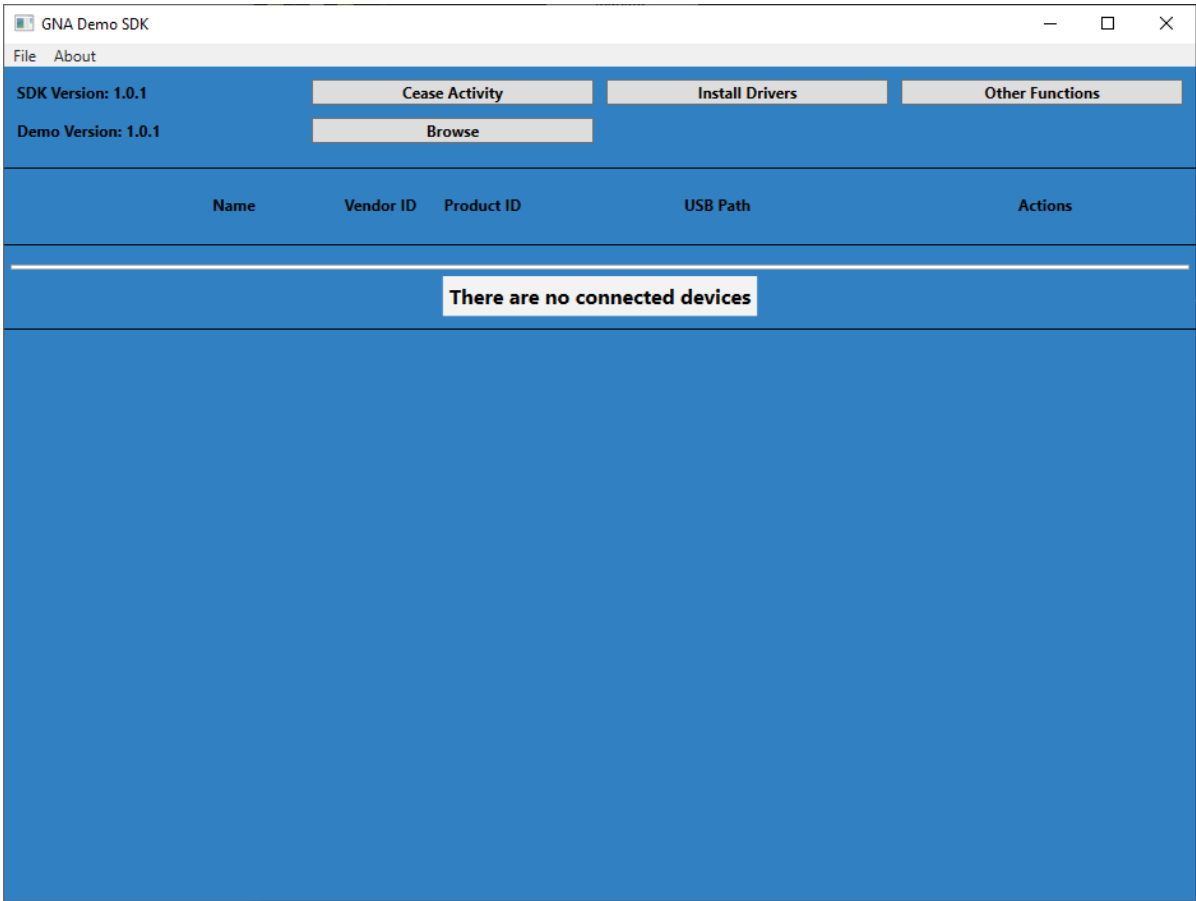 GNA Demo SDK
File About
SDK Version: 1.0.1 Cease Activity Install Drivers Other Functions
Demo Version: 1.0.1 Browse
Name Vendor ID Product ID USB Path Actions
There are no connected devices